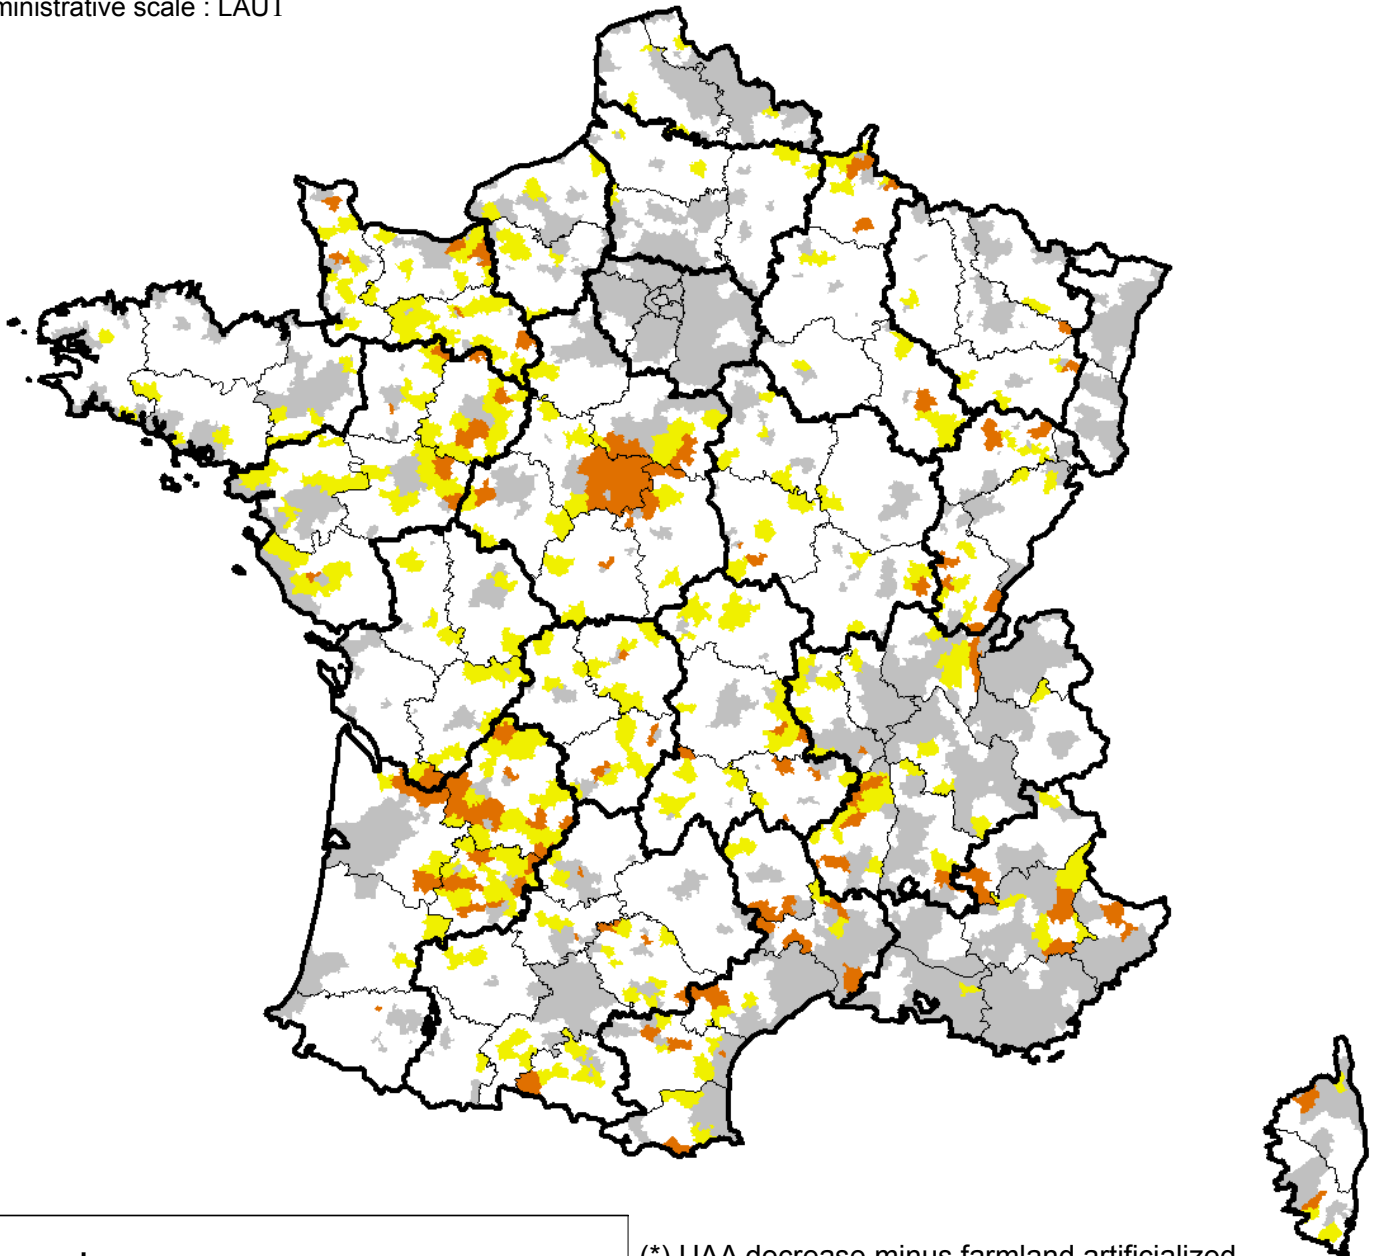 ministrative scale : LAU1
(*) UAA decrease minus farmland artificialized